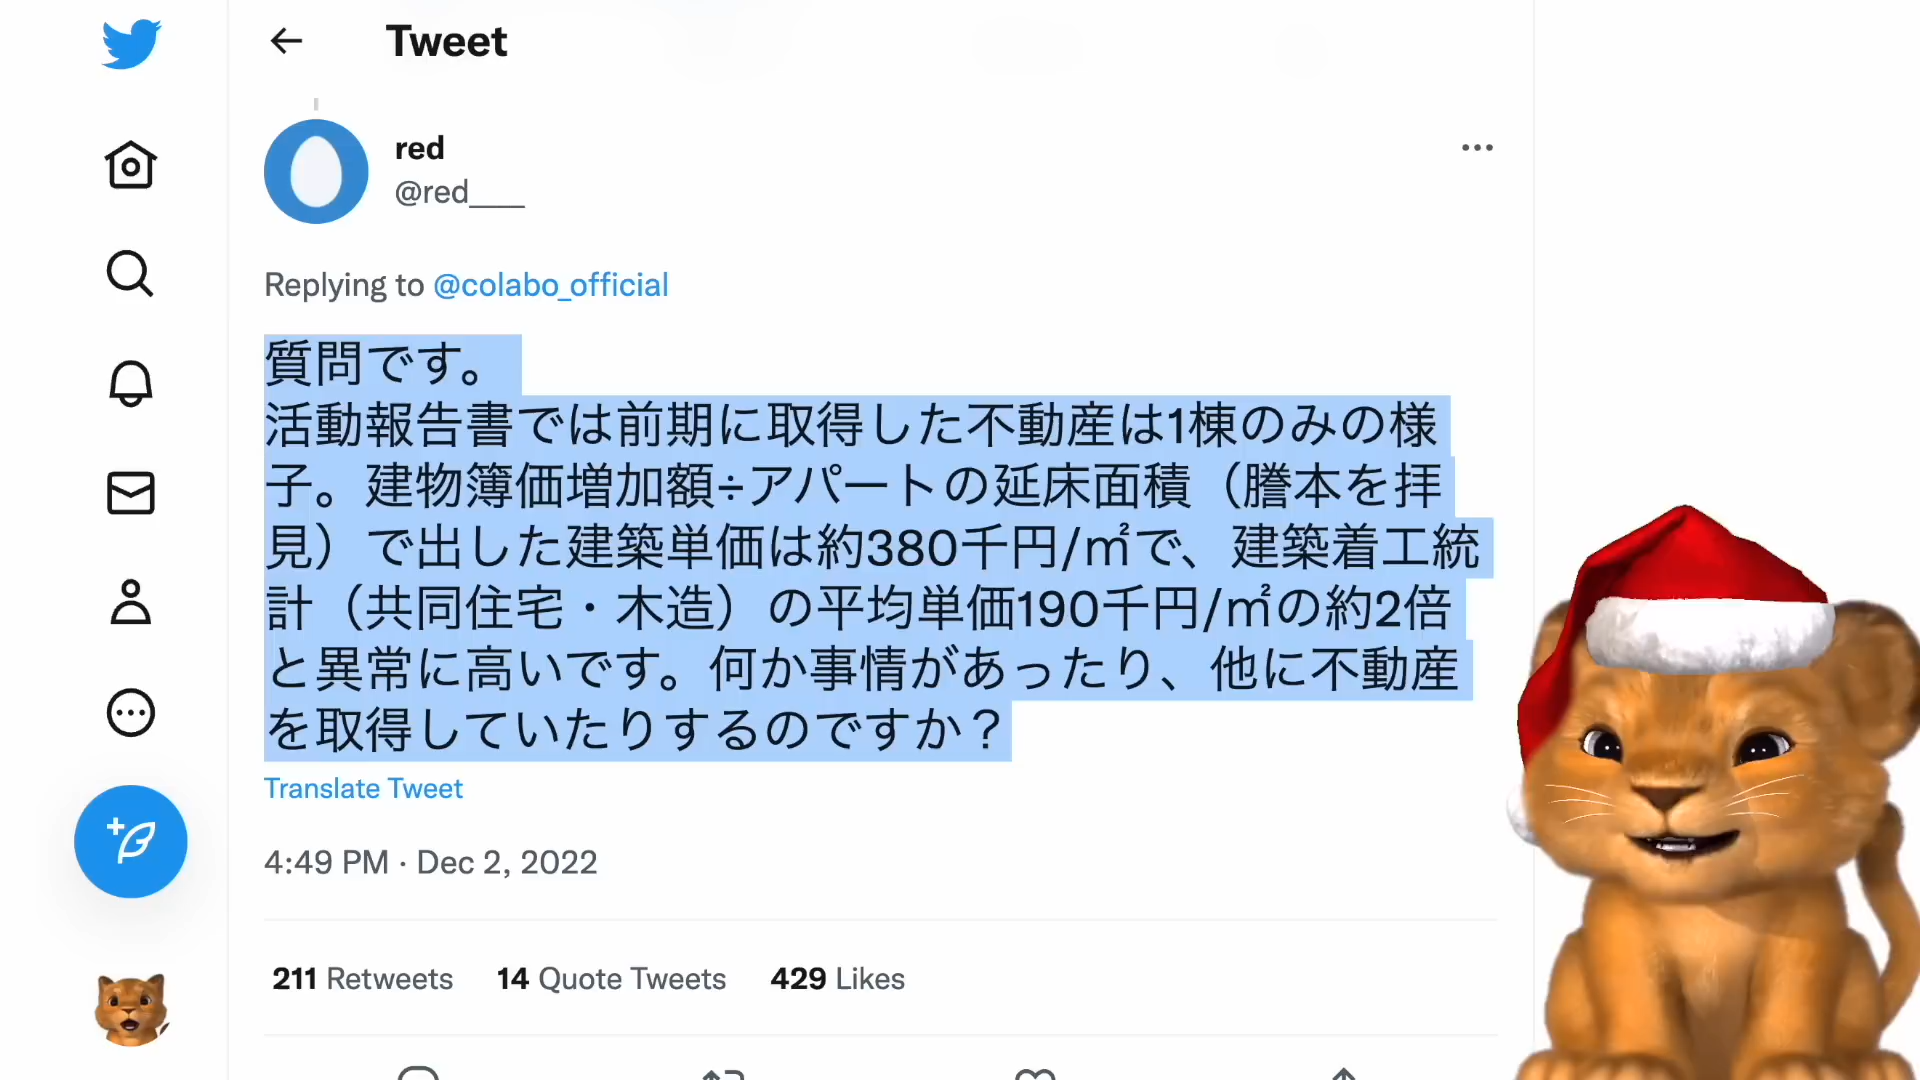 Tweet
red
@red____
Replying to @colabo_official
質問です。
活動報告書では前期に取得した不動産は1棟のみの様
子。建物簿価増加額÷アパートの延床面積（謄本を拝
見）で出した建築単価は約380千円/㎡で、建築着工統
計（共同住宅・木造）の平均単価190千円/㎡の約2倍
と異常に高いです。何か事情があったり、他に不動産
を取得していたりするのですか？
Translate Tweet
4:49 PM · Dec 2, 2022
211 Retweets 14 Quote Tweets 429 Likes